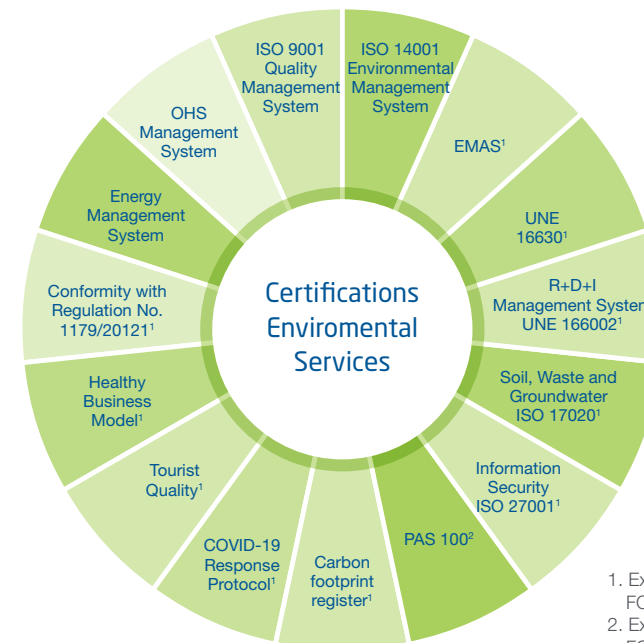 ISO 9001
Quality
Management
System
ISO 14001
Environmental
Management
System
EMAS¹
UNE
16630¹
R+D+I
Management System
UNE 166002¹
Soil, Waste and
Groundwater
ISO 17020¹
Information
Security
ISO 27001¹
PAS 100²
Carbon
footprint
register¹
COVID-19
Response
Protocol¹
Tourist
Quality¹
Healthy
Business
Model¹
Conformity with
Regulation No.
1179/20121¹
Energy
Management
System
OHS
Management
System
Certifications
Enviromental
Services
1.
2.